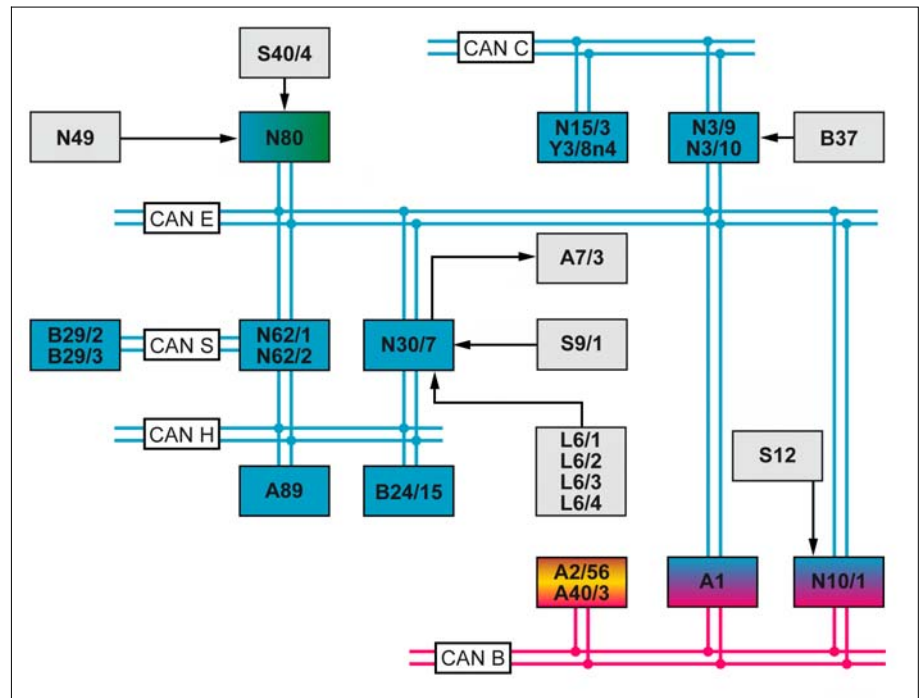 S40/4
CAN C
N49
N80
N15/3
Y3/8n4
N3/9
N3/10
B37
CAN E
A7/3
B29/2
B29/3
CAN S
N62/1
N62/2
N30/7
S9/1
CAN H
L6/1
L6/2
L6/3
L6/4
S12
A89
B24/15
A2/56
A40/3
A1
N10/1
CAN B